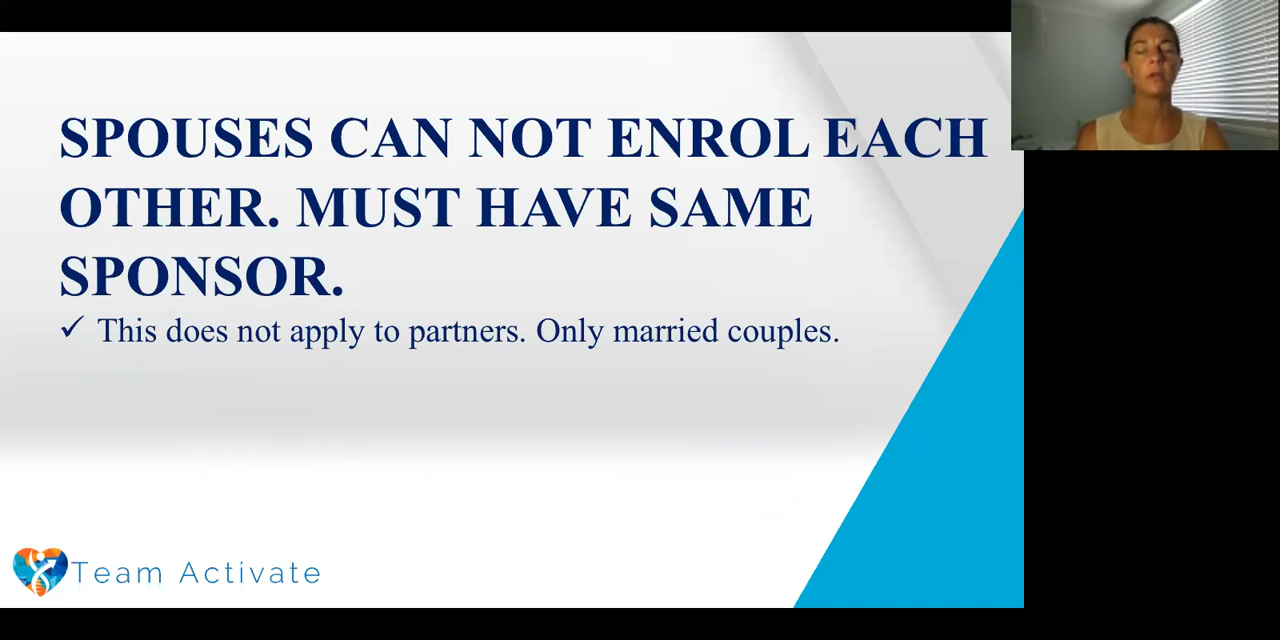 SPOUSES CAN NOT ENROL EACH
OTHER. MUST HAVE SAME
SPONSOR.
✓ This does not apply to partners. Only married couples.
Team Activate